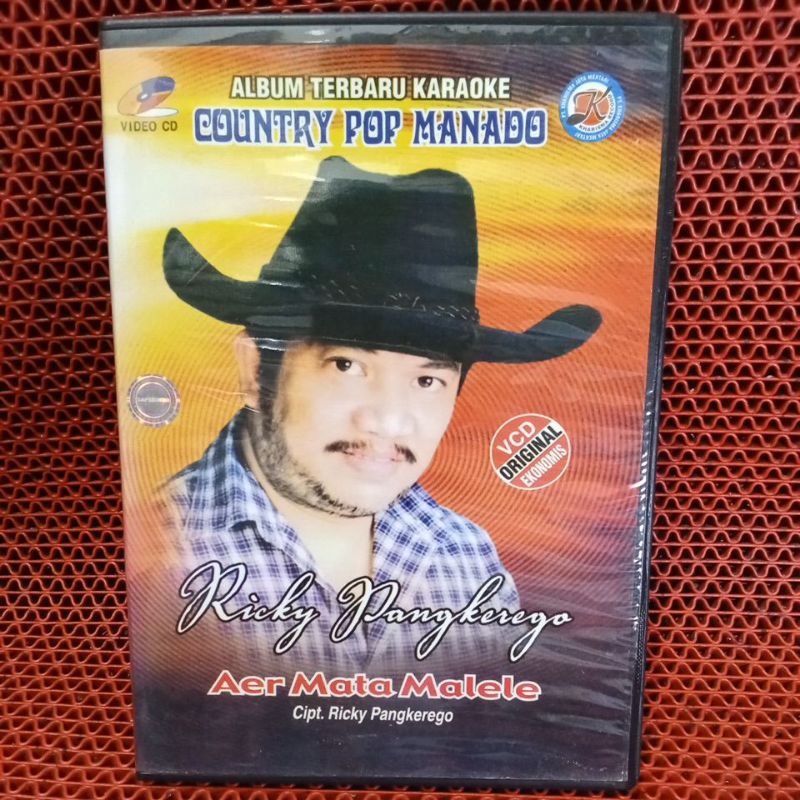 ALBUM TERBARU KARAOKE
COUNTRY POP MANADO
VIDEO CD
K
KHARISMA
VCD
ORIGINAL
EKONOMIS
Ricky Pangkerego
Aer Mata Malele
Cipt. Ricky Pangkerego